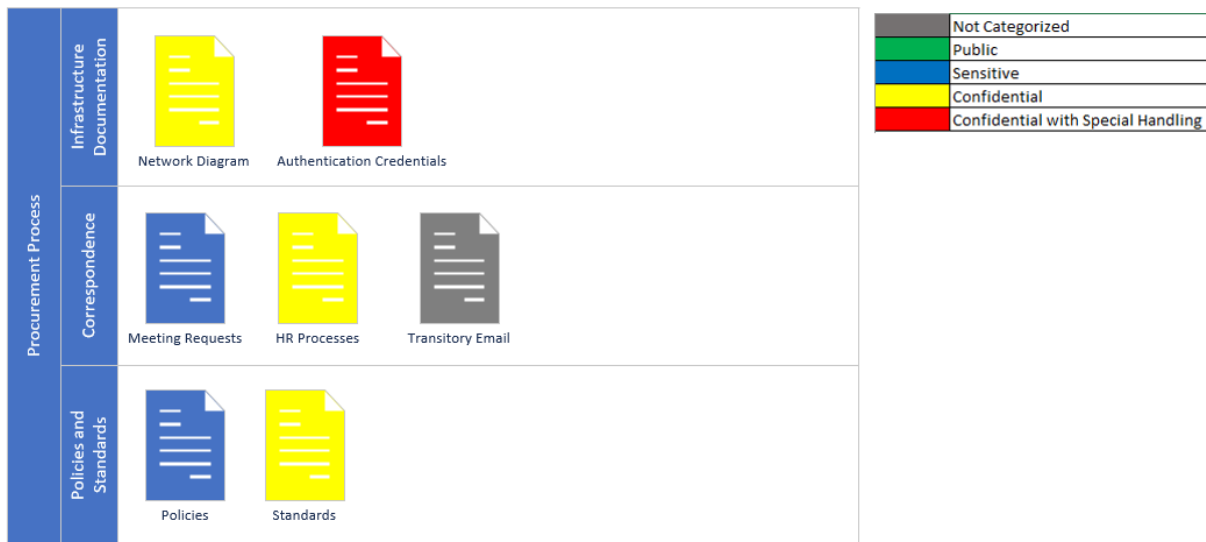 Procurement Process
Infrastructure
Documentation
Network Diagram
Authentication Credentials
Correspondence
Meeting Requests
HR Processes
Transitory Email
Policies and
Standards
Policies
Standards
Not Categorized
Public
Sensitive
Confidential
Confidential with Special Handling